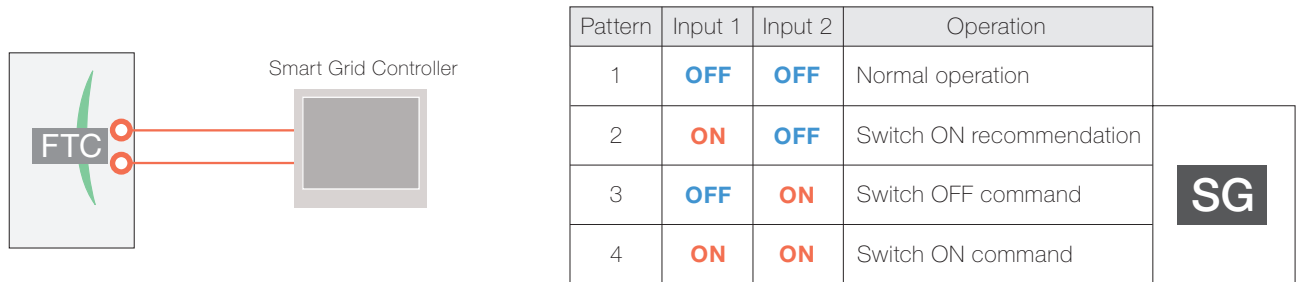 FTC
Smart Grid Controller
Pattern Input 1 Input 2 Operation
1 OFF OFF Normal operation
2 ON OFF Switch ON recommendation
3 OFF ON Switch OFF command
4 ON ON Switch ON command
SG